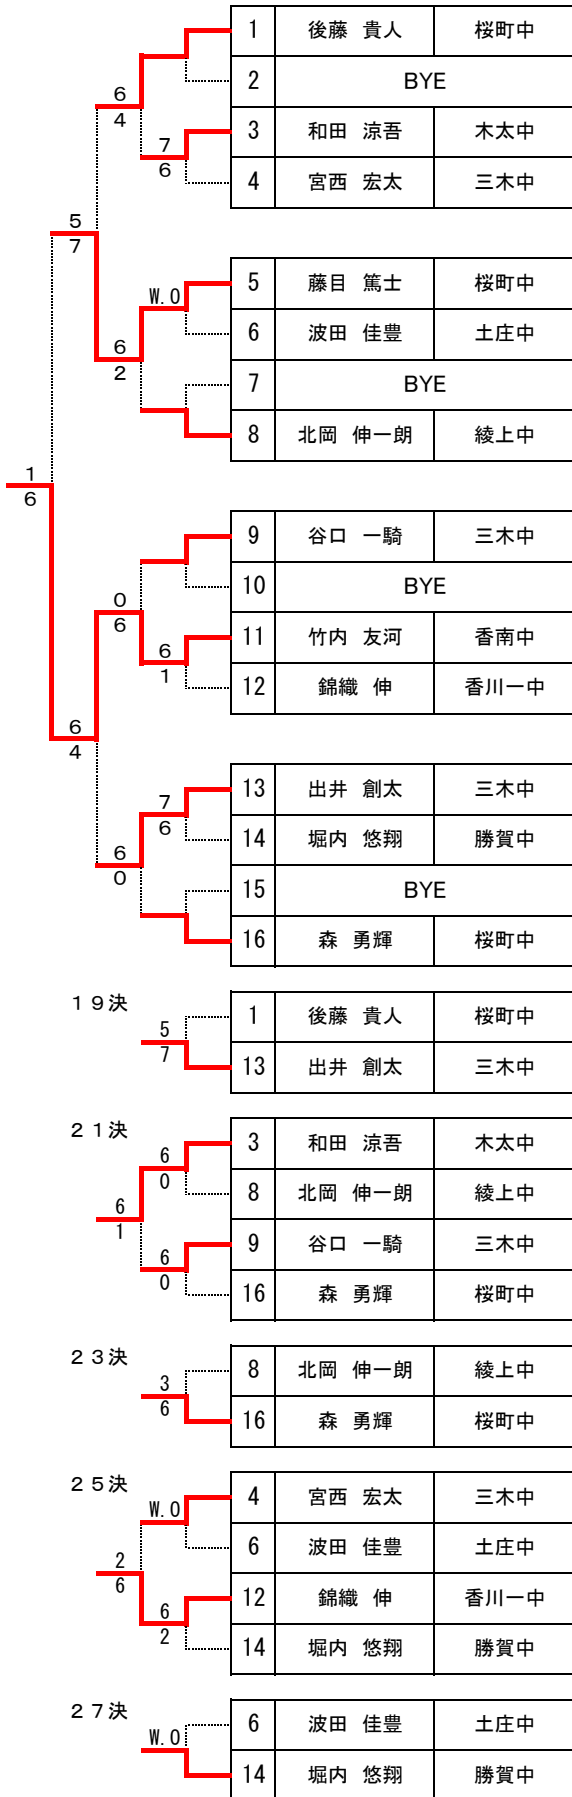 1 後藤 貴人 桜町中
2 BYE
6
4
3 和田 涼吾 木太中
7
6
4 宮西 宏太 三木中
5
7
5 藤目 篤士 桜町中
W.O
6 波田 佳豊 土庄中
6
2
7 BYE
8 北岡 伸一朗 綾上中
1
6
9 谷口 一騎 三木中
10 BYE
0
6
11 竹内 友河 香南中
6
1
12 錦織 伸 香川一中
6
4
13 出井 創太 三木中
7
6
14 堀内 悠翔 勝賀中
6
0
15 BYE
16 森 勇輝 桜町中
19決
1 後藤 貴人 桜町中
5
7
13 出井 創太 三木中
21決
3 和田 涼吾 木太中
6
0
8 北岡 伸一朗 綾上中
6
1
9 谷口 一騎 三木中
6
0
16 森 勇輝 桜町中
23決
8 北岡 伸一朗 綾上中
3
6
16 森 勇輝 桜町中
25決
4 宮西 宏太 三木中
W.O
6 波田 佳豊 土庄中
2
6
12 錦織 伸 香川一中
6
2
14 堀内 悠翔 勝賀中
27決
6 波田 佳豊 土庄中
W.O
14 堀内 悠翔 勝賀中